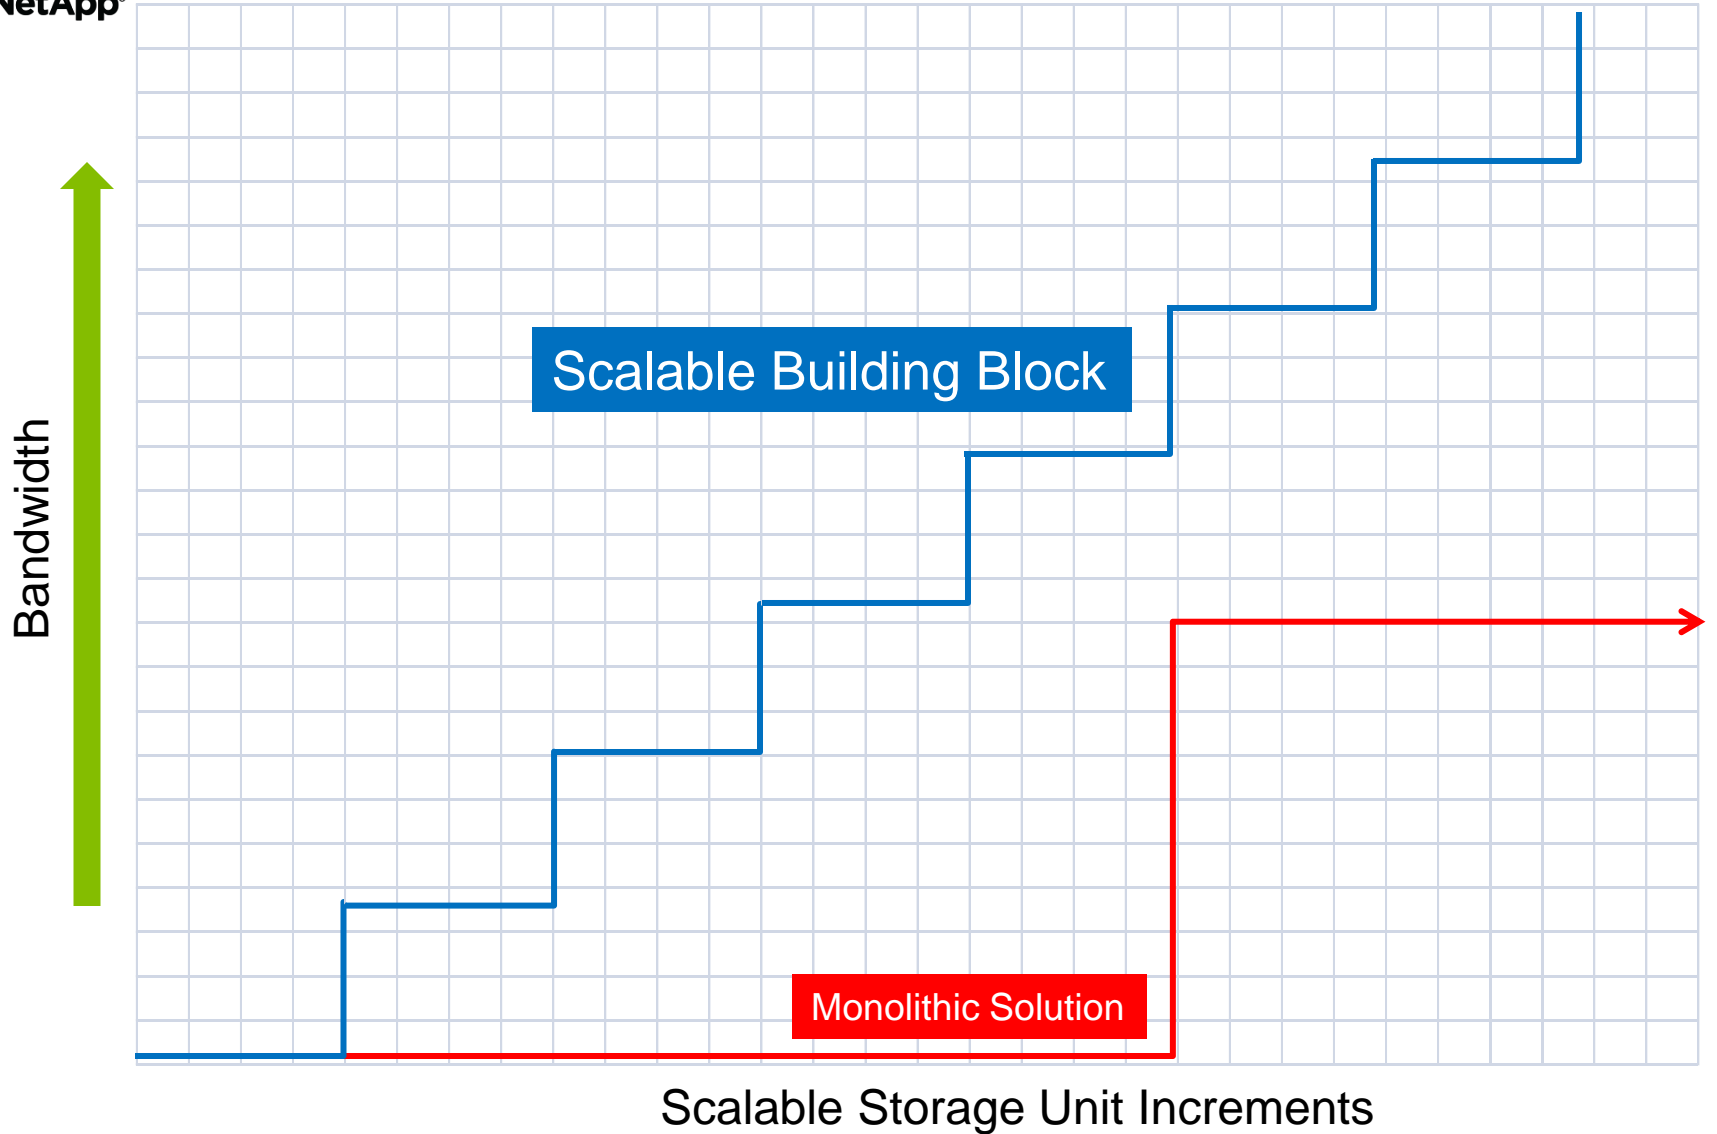 NetApp®
Scalable Building Block
Bandwidth
Monolithic Solution
Scalable Storage Unit Increments